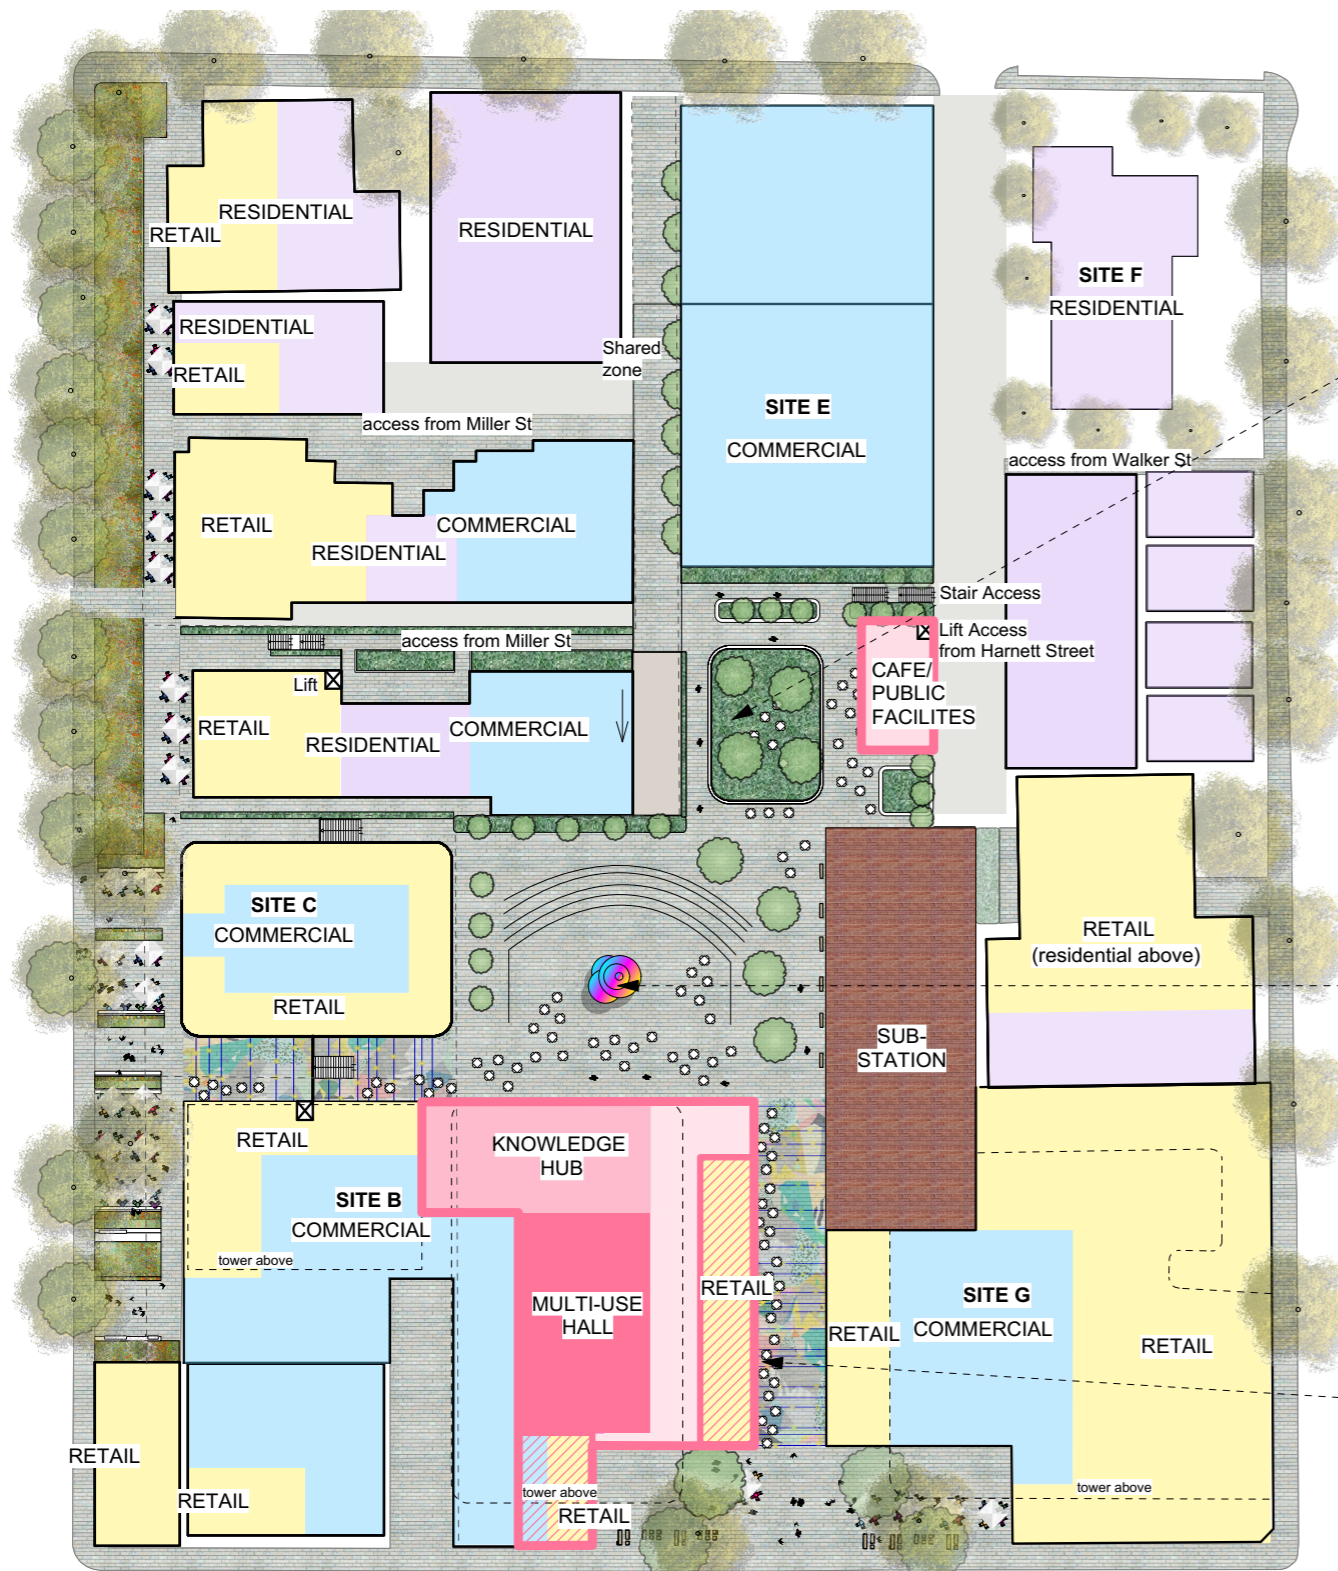 RESIDENTIAL
RETAIL
RESIDENTIAL
SITE F
RESIDENTIAL
RESIDENTIAL
RETAIL
Shared
zone
SITE E
COMMERCIAL
access from Miller St
access from Walker St
RETAIL
COMMERCIAL
RESIDENTIAL
Stair Access
access from Miller St
Lift Access
from Harnett Street
CAFE/
PUBLIC
FACILITES
Lift
RETAIL
COMMERCIAL
RESIDENTIAL
SITE C
COMMERCIAL
RETAIL
RETAIL
(residential above)
SUB-
STATION
RETAIL
KNOWLEDGE
HUB
SITE B
COMMERCIAL
tower above
RETAIL
MULTI-USE
HALL
SITE G
COMMERCIAL
RETAIL
RETAIL
RETAIL
RETAIL
tower above
RETAIL
tower above